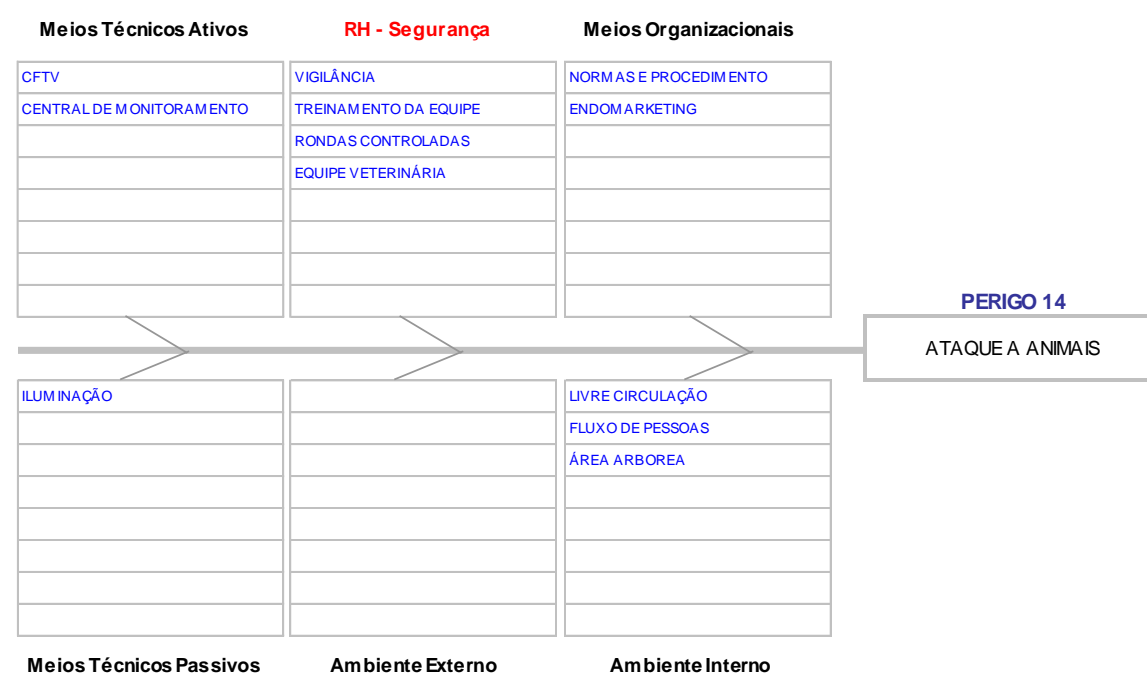 Meios Técnicos Ativos
RH - Segurança
Meios Organizacionais
CFTV
CENTRAL DE MONITORAMENTO
VIGILÂNCIA
TREINAMENTO DA EQUIPE
RONDAS CONTROLADAS
EQUIPE VETERINÁRIA
NORMAS E PROCEDIMENTO
ENDOMARKETING
PERIGO 14
ATAQUE A ANIMAIS
ILUMINAÇÃO
LIVRE CIRCULAÇÃO
FLUXO DE PESSOAS
ÁREA ARBOREA
Meios Técnicos Passivos
Ambiente Externo
Ambiente Interno